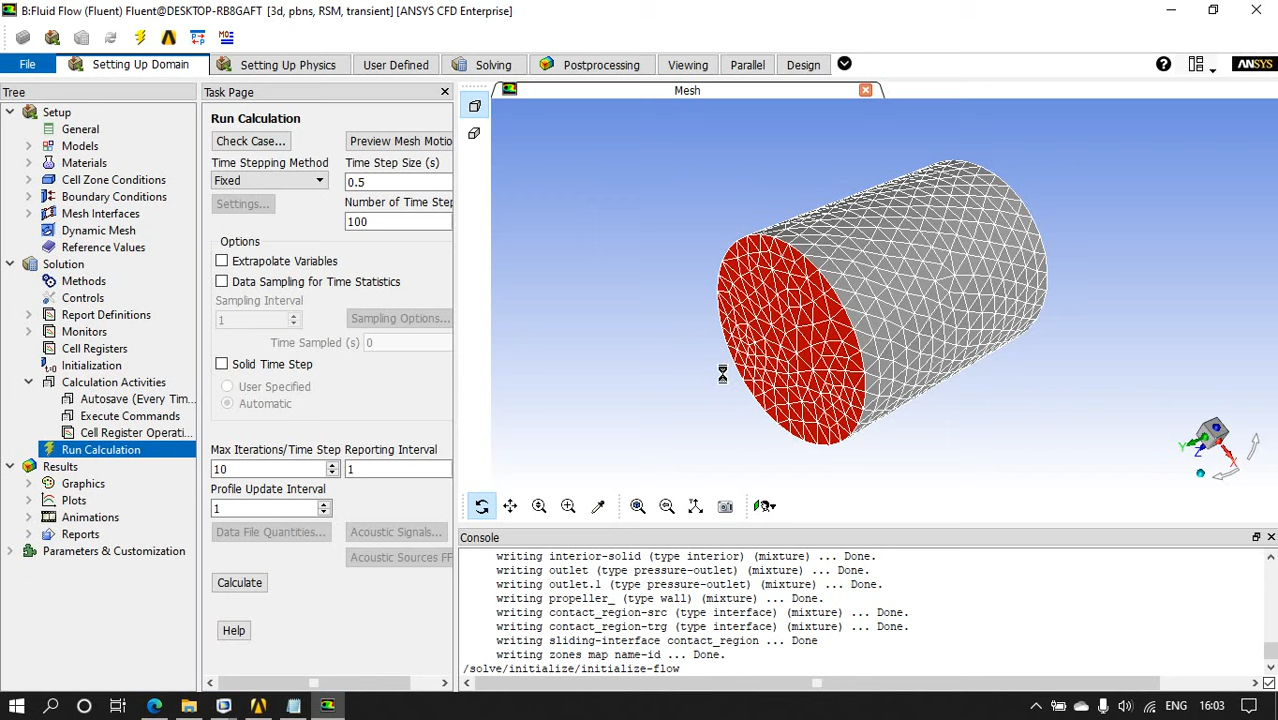 B:Fluid Flow (Fluent) Fluent@DESKTOP-RB8GAFT [3d, pbns, RSM, transient] [ANSYS CFD Enterprise]
File
Setting Up Domain
Setting Up Physics
User Defined
Solving
Postprocessing
Viewing
Parallel
Design
ANSYS
Tree
Setup
General
Models
Materials
Cell Zone Conditions
Boundary Conditions
Mesh Interfaces
Dynamic Mesh
Reference Values
Solution
Methods
Controls
Report Definitions
Monitors
Cell Registers
Initialization
Calculation Activities
Autosave (Every Tim...
Execute Commands
Cell Register Operati...
Run Calculation
Results
Graphics
Plots
Animations
Reports
Parameters & Customization
Task Page
Run Calculation
Check Case...
Preview Mesh Motio
Time Stepping Method
Time Step Size (s)
Fixed
0.5
Settings...
Number of Time Step
100
Options
Extrapolate Variables
Data Sampling for Time Statistics
Sampling Interval
1
Sampling Options...
Time Sampled (s)
0
Solid Time Step
User Specified
Automatic
Max Iterations/Time Step
Reporting Interval
10
1
Profile Update Interval
1
Data File Quantities...
Acoustic Signals...
Acoustic Sources FF
Calculate
Help
Mesh
Y
Z
X
Console
writing interior-solid (type interior) (mixture) ... Done.
writing outlet (type pressure-outlet) (mixture) ... Done.
writing outlet.1 (type pressure-outlet) (mixture) ... Done.
writing propeller_ (type wall) (mixture) ... Done.
writing contact_region-src (type interface) (mixture) ... Done.
writing contact_region-trg (type interface) (mixture) ... Done.
writing sliding-interface contact_region ... Done
writing zones map name-id ... Done.
/solve/initialize/initialize-flow
ENG
16:03